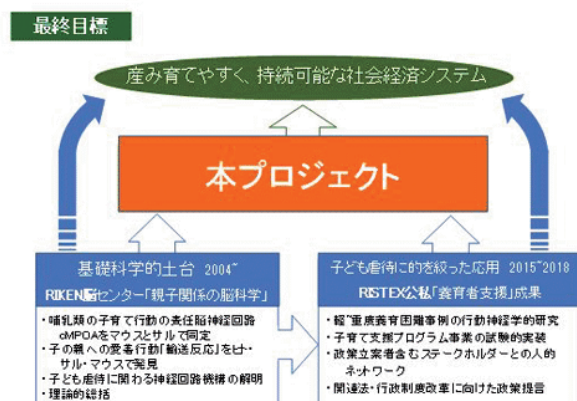 最終目標
産み育てやすく、持続可能な社会経済システム
本プロジェクト
基礎科学的土台 2004~
RIKEN脳センター「親子関係の脳科学」
・哺乳類の子育て行動の責任脳神経回路
cMPOAをマウスとサルで同定
・子の親への愛着行動「輸送反応」をヒト・
サル・マウスで発見
・子ども虐待に関わる神経回路機構の解明
・理論的総括
子ども虐待に的を絞った応用 2015~2018
RISTEX公私「養育者支援」成果
・軽~重度養育困難事例の行動神経学的研究
・子育て支援プログラム事業の試験的実装
・政策立案者含むステークホルダーとの人的
ネットワーク
・関連法・行政制度改革に向けた政策提言